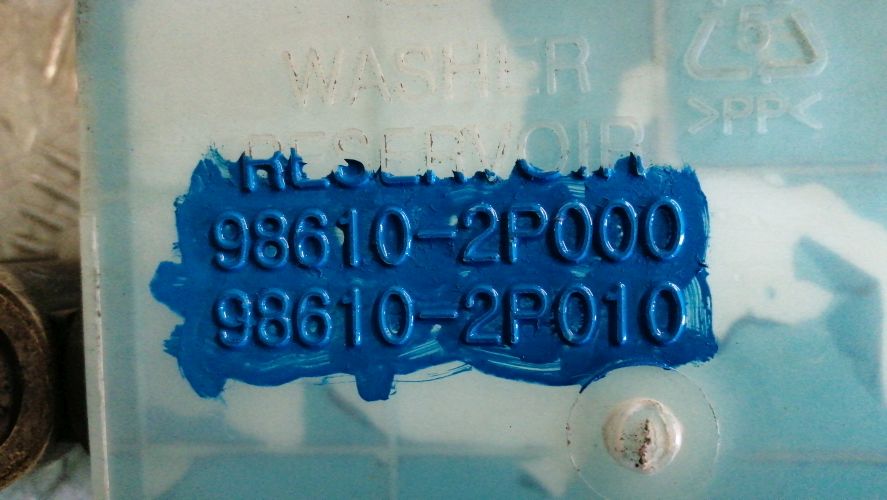 WASHER
RESERVOIR
98610-2P000
98610-2P010
5
>PP<